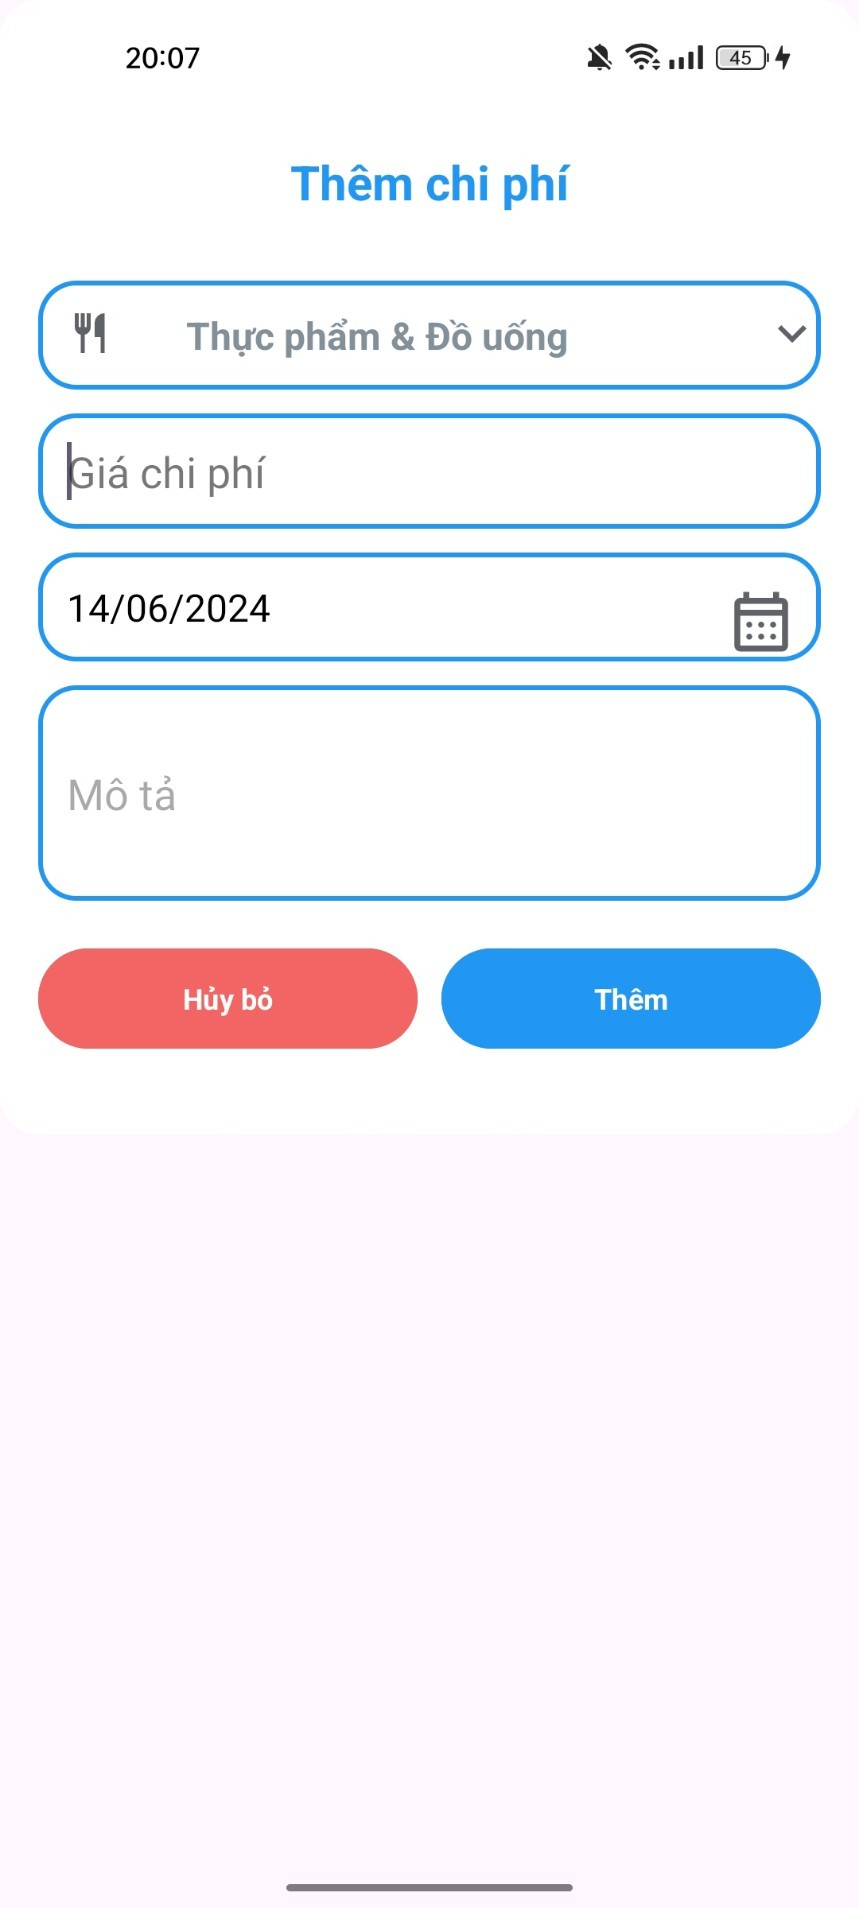 20:07
45
Thêm chi phí
Thực phẩm & Đồ uống
Giá chi phí
14/06/2024
Mô tả
Hủy bỏ
Thêm